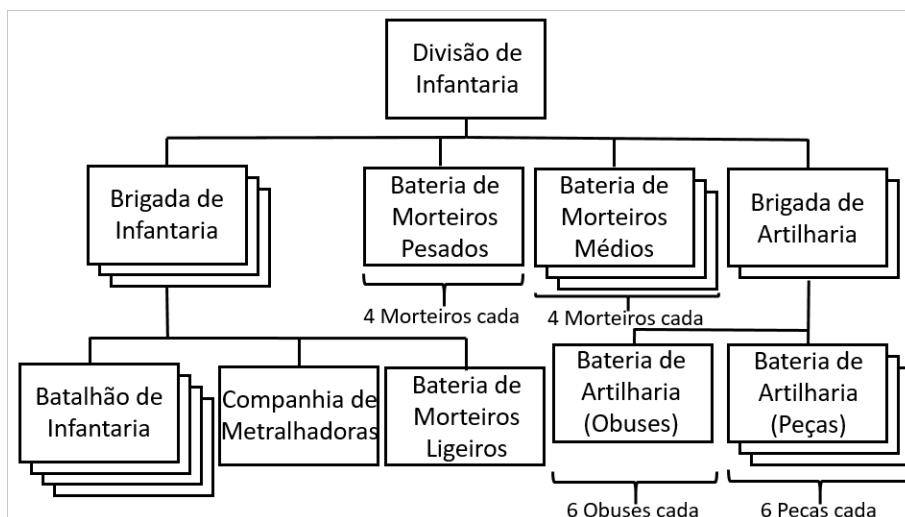 Divisão de
Infantaria
Brigada de
Infantaria
Bateria de
Morteiros
Pesados
Bateria de
Morteiros
Médios
Brigada de
Artilharia
4 Morteiros cada
4 Morteiros cada
Batalhão de
Infantaria
Companhia de
Metralhadoras
Bateria de
Morteiros
Ligeiros
Bateria de
Artilharia
(Obuses)
Bateria de
Artilharia
(Peças)
6 Obuses cada
6 Peças cada